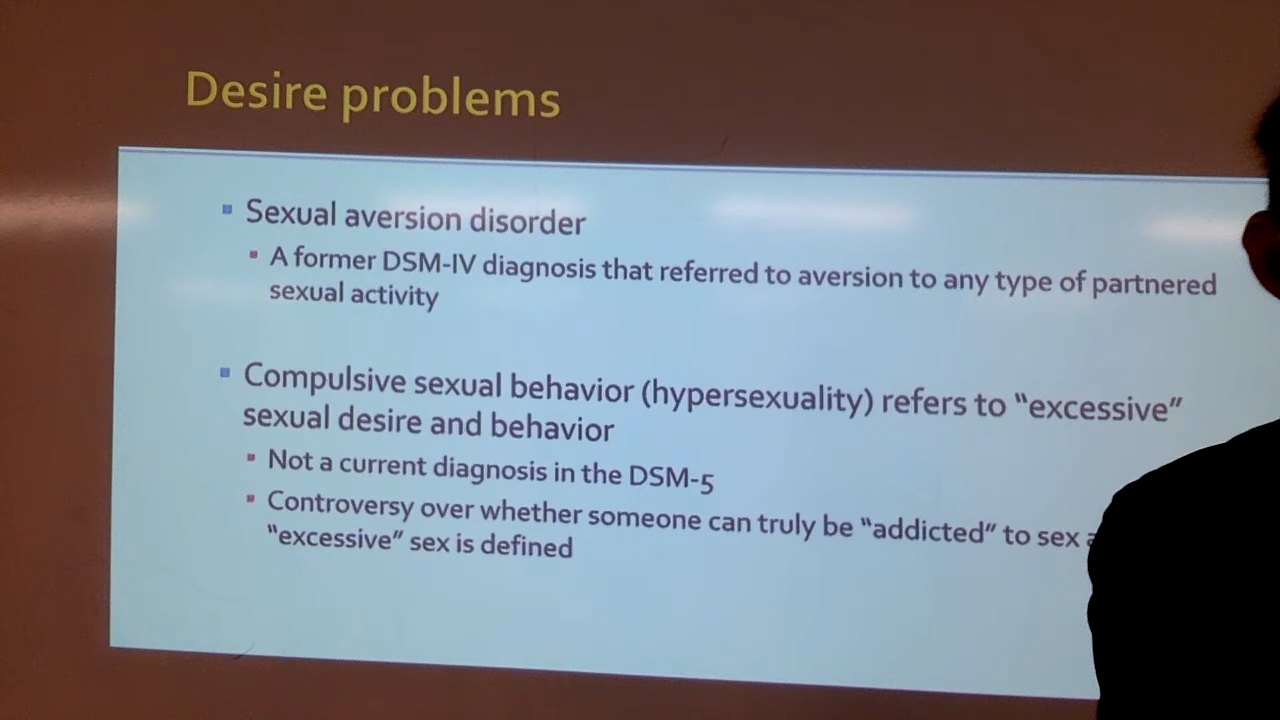 Desire problems
Sexual aversion disorder
A former DSM-IV diagnosis that referred to aversion to any type of partnered
sexual activity
Compulsive sexual behavior (hypersexuality) refers to “excessive”
sexual desire and behavior
Not a current diagnosis in the DSM-5
Controversy over whether someone can truly be “addicted” to sex
“excessive” sex is defined